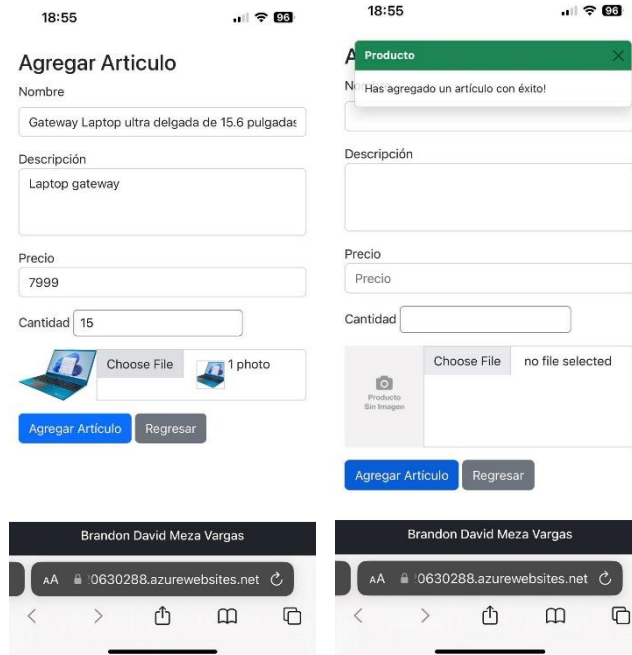 18:55
96
Agregar Articulo
Nombre
Gateway Laptop ultra delgada de 15.6 pulgadas
Descripción
Laptop gateway
Precio
7999
Cantidad 15
Choose File 1 photo
Agregar Artículo Regresar
Brandon David Meza Vargas
AA 0630288.azurewebsites.net
18:55
96
A
Producto
Has agregado un artículo con éxito!
Descripción
Precio
Precio
Cantidad
Choose File no file selected
Producto
Sin Imagen
Agregar Artículo Regresar
Brandon David Meza Vargas
AA 0630288.azurewebsites.net